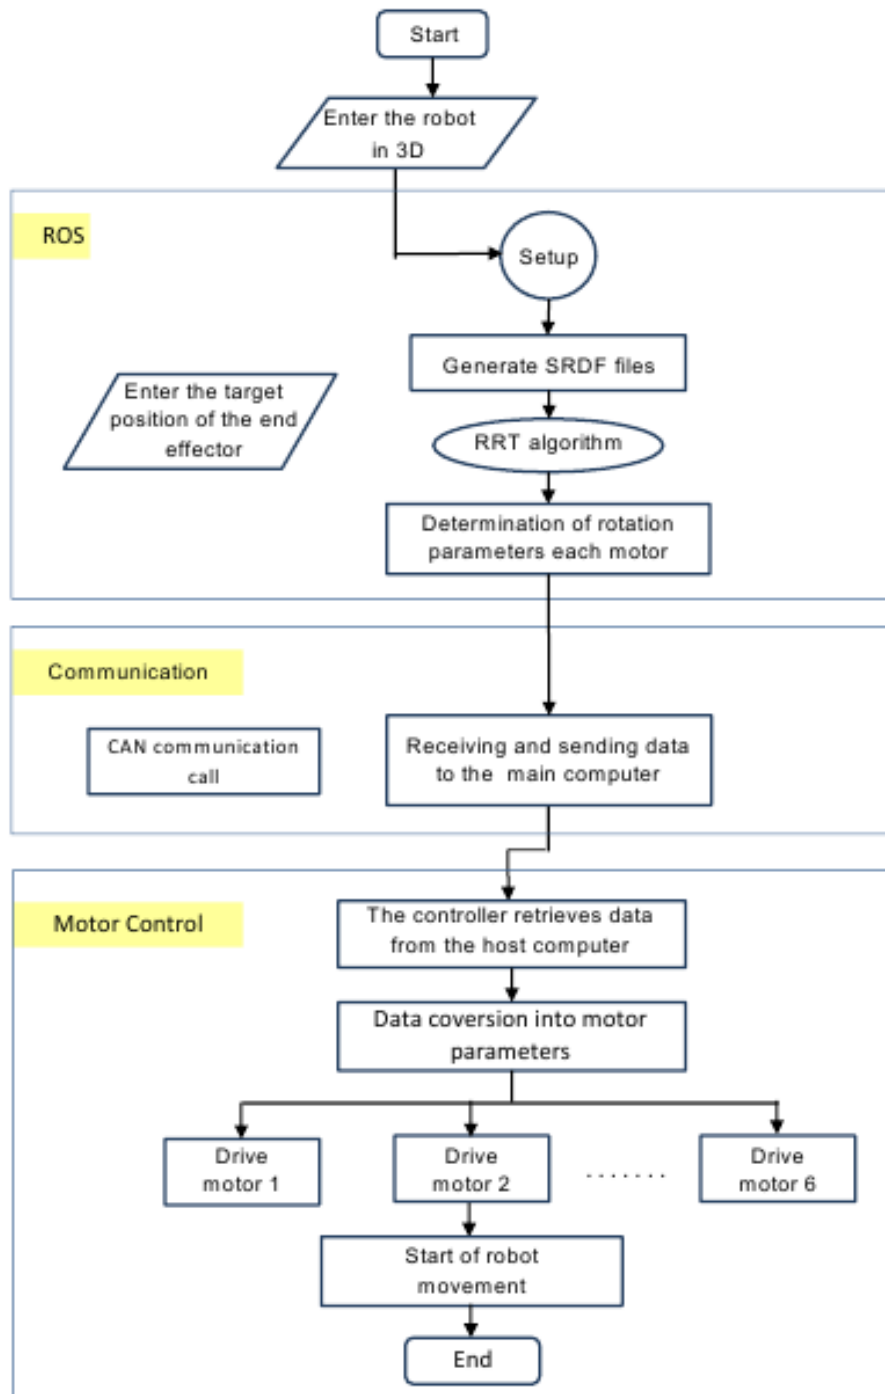 Start
Enter the robot
in 3D
ROS
Setup
Generate SRDF files
Enter the target
position of the end
effector
RRT algorithm
Determination of rotation
parameters each motor
Communication
CAN communication
call
Receiving and sending data
to the main computer
Motor Control
The controller retrieves data
from the host computer
Data coversion into motor
parameters
Drive
motor 1
Drive
motor 2
.......
Drive
motor 6
Start of robot
movement
End